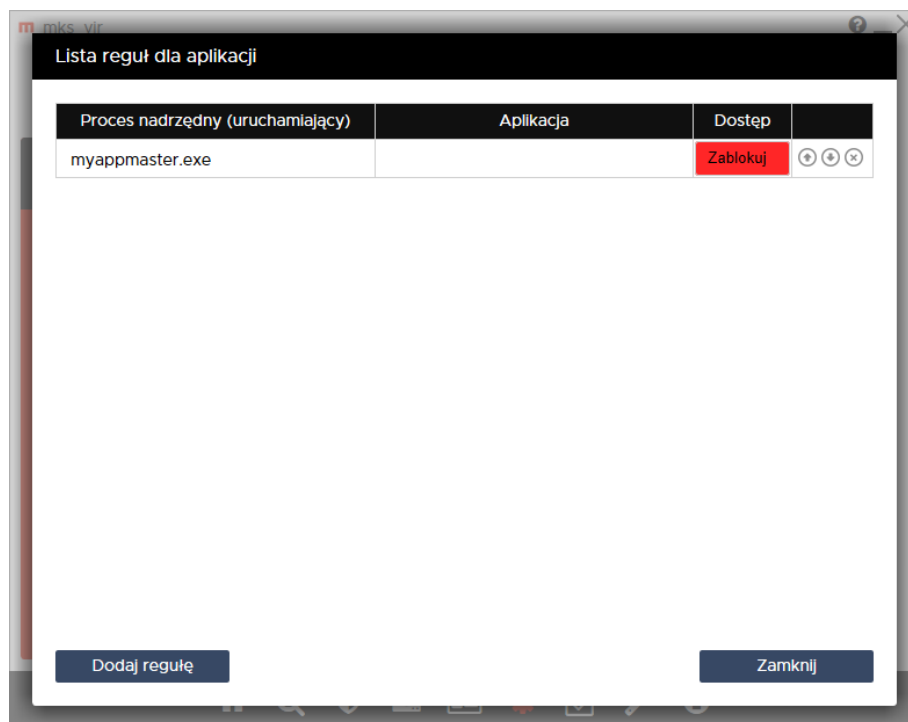 mks_vir
Lista reguł dla aplikacji
Proces nadrzędny (uruchamiający) Aplikacja Dostęp
myappmaster.exe Zablokuj
Dodaj regułę Zamknij